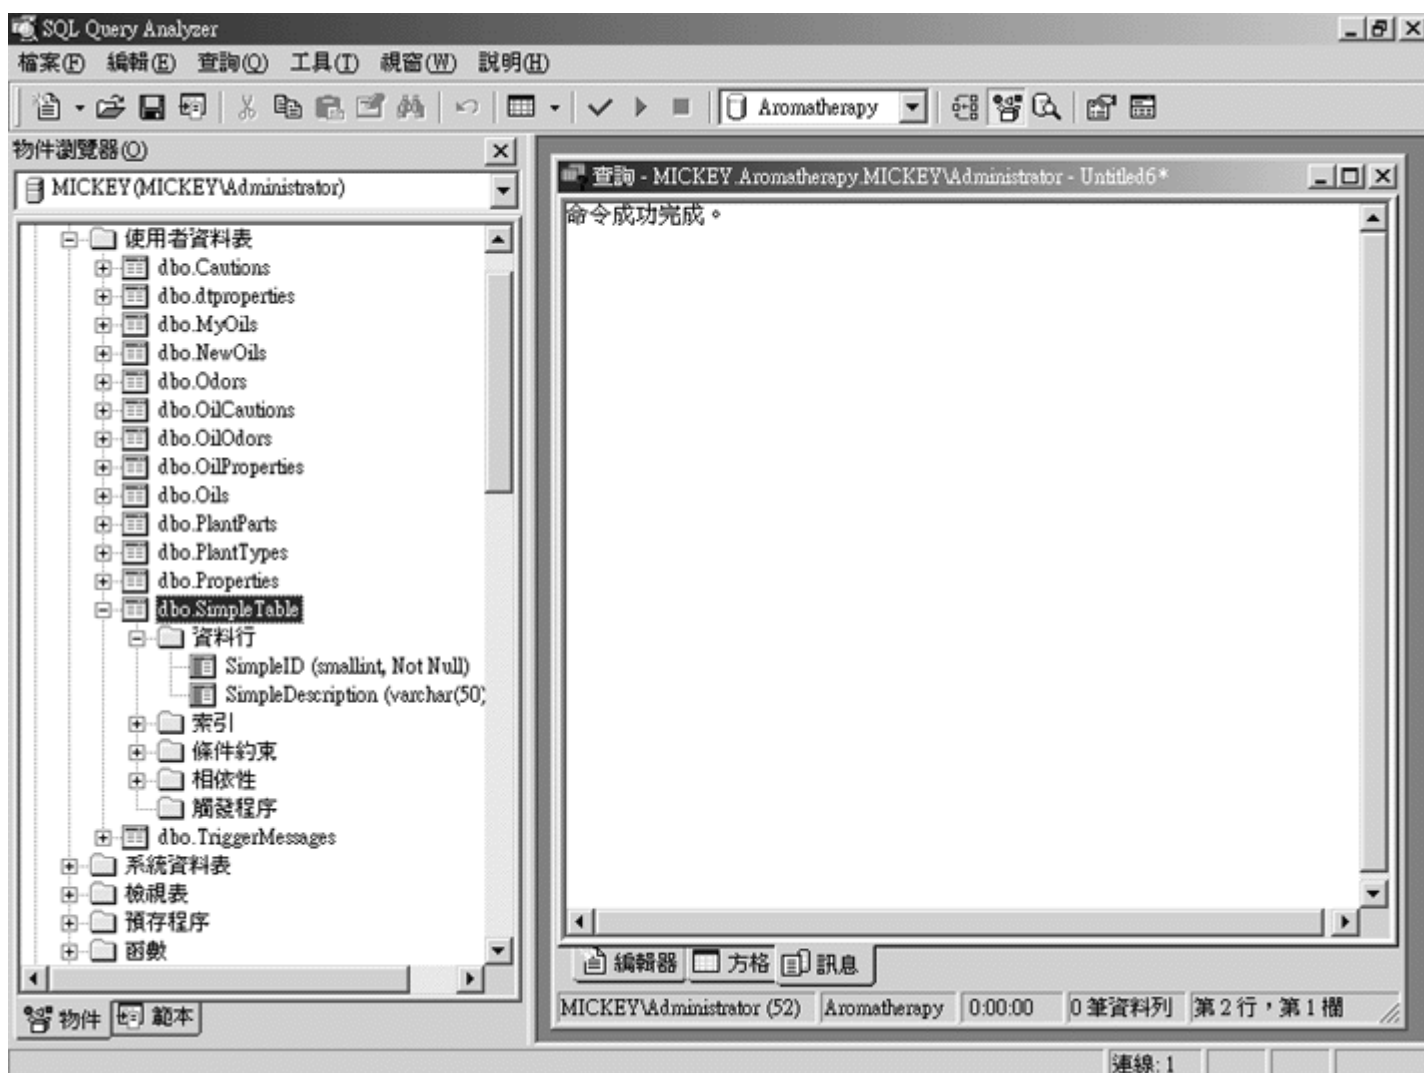 SQL Query Analyzer
檔案(F) 編輯(E) 查詢(Q) 工具(T) 視窗(W) 說明(H)
Aromatherapy
物件瀏覽器(O)
MICKEY(MICKEY\Administrator)
使用者資料表
dbo.Cautions
dbo.dtproperties
dbo.MyOils
dbo.NewOils
dbo.Odors
dbo.OilCautions
dbo.OilOdors
dbo.OilProperties
dbo.Oils
dbo.PlantParts
dbo.PlantTypes
dbo.Properties
dbo.SimpleTable
資料行
SimpleID (smallint, Not Null)
SimpleDescription (varchar(50)
索引
條件約束
相依性
觸發程序
dbo.TriggerMessages
系統資料表
檢視表
預存程序
函數
物件 範本
查詢 - MICKEY.Aromatherapy.MICKEY\Administrator - Untitled6*
命令成功完成。
編輯器 方格 訊息
MICKEY\Administrator (52) Aromatherapy 0:00:00 0 筆資料列 第 2 行，第 1 欄
連線: 1